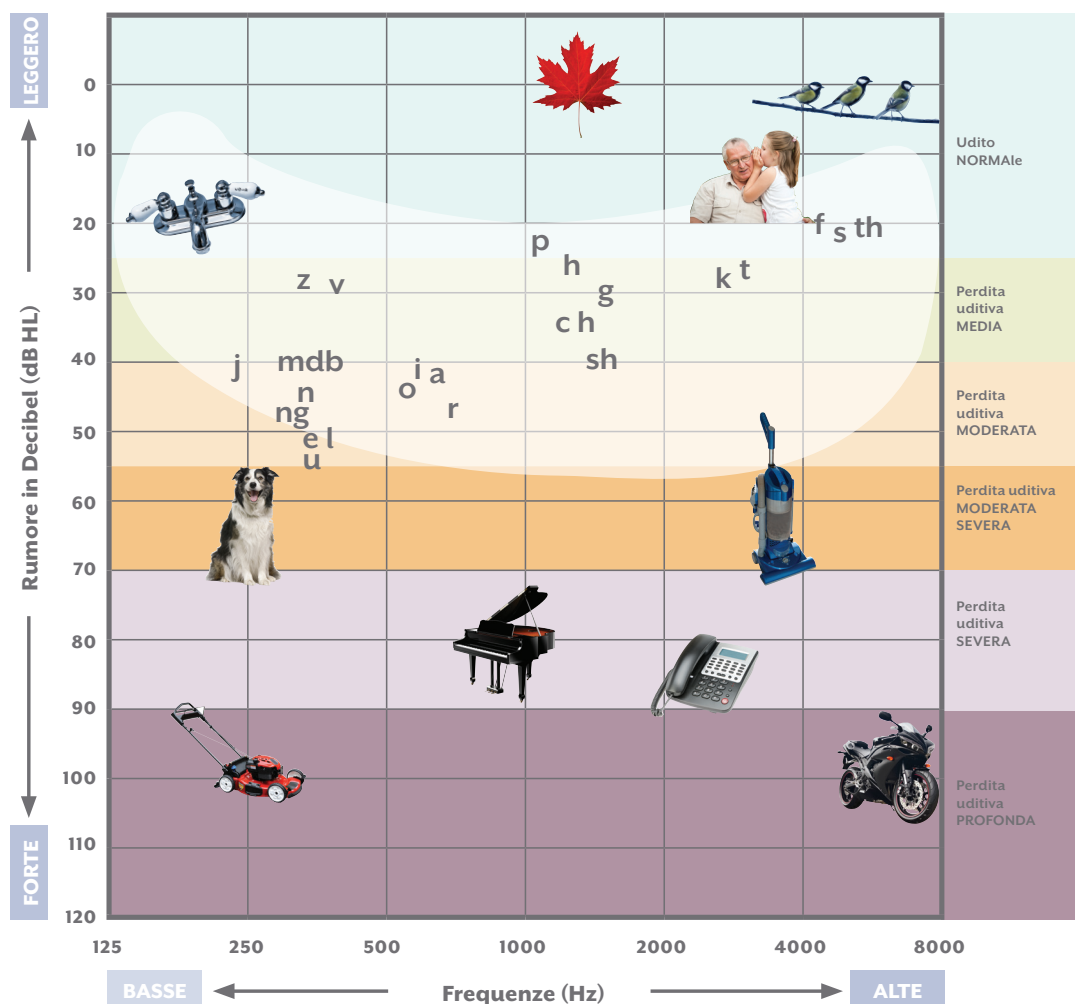 LEGGERO
Rumore in Decibel (dB HL)
FORTE
0
10
20
30
40
50
60
70
80
90
100
110
120
f s th
p
h
k t
z v
g
c h
sh
j
m d b
i a
o
n
r
ng
e l
u
Udito
NORMAle
Perdita
uditiva
MEDIA
Perdita
uditiva
MODERATA
Perdita uditiva
MODERATA
SEVERA
Perdita
uditiva
SEVERA
Perdita
uditiva
PROFONDA
125 250 500 1000 2000 4000 8000
BASSE Frequenze (Hz) ALTE